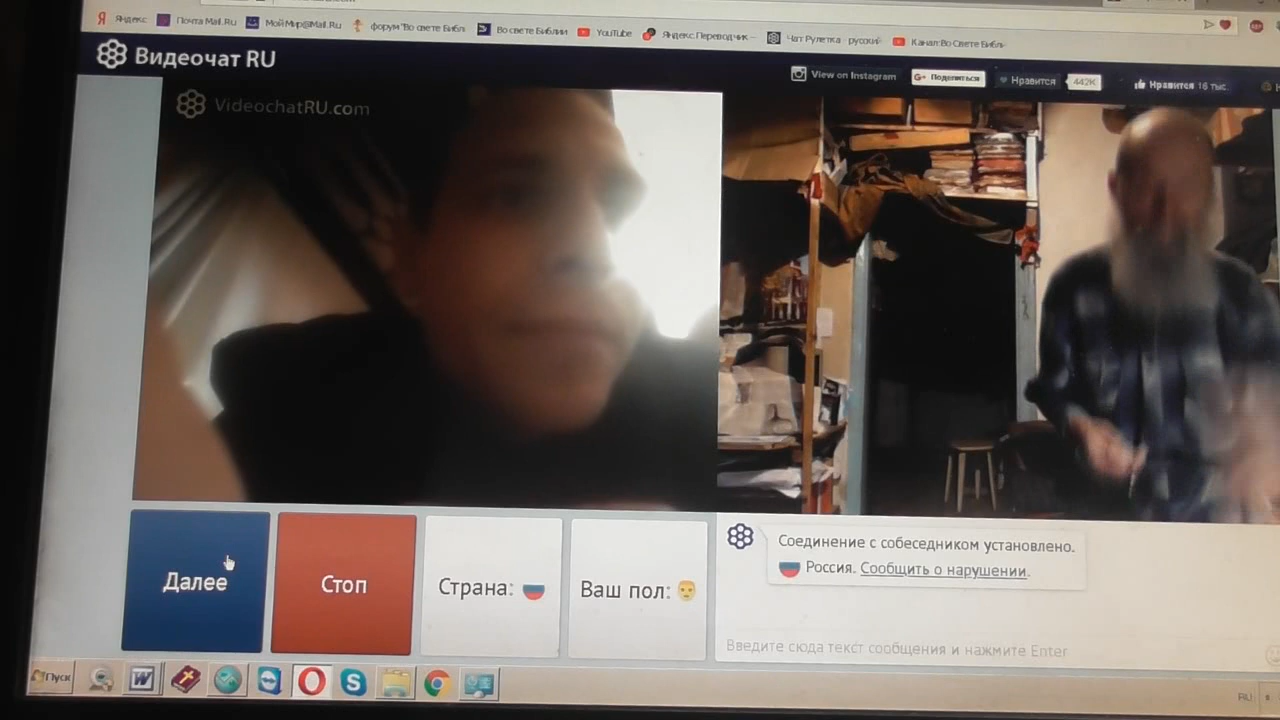 Яндекс Почта Mail.Ru МойМир@Mail.Ru форум "Во свете Библи Во свете Библии YouTube Яндекс.Переводчик – Чат Рулетка русски Канал: Во Свете Библ
Видеочат RU
View on Instagram G+ Поделиться Нравится 442K Нравится 16 тыс.
VideochatRU.com
Соединение с собеседником установлено.
Россия. Сообщить о нарушении.
Далее Стоп Страна: Ваш пол:
Введите сюда текст сообщения и нажмите Enter
Пуск RU